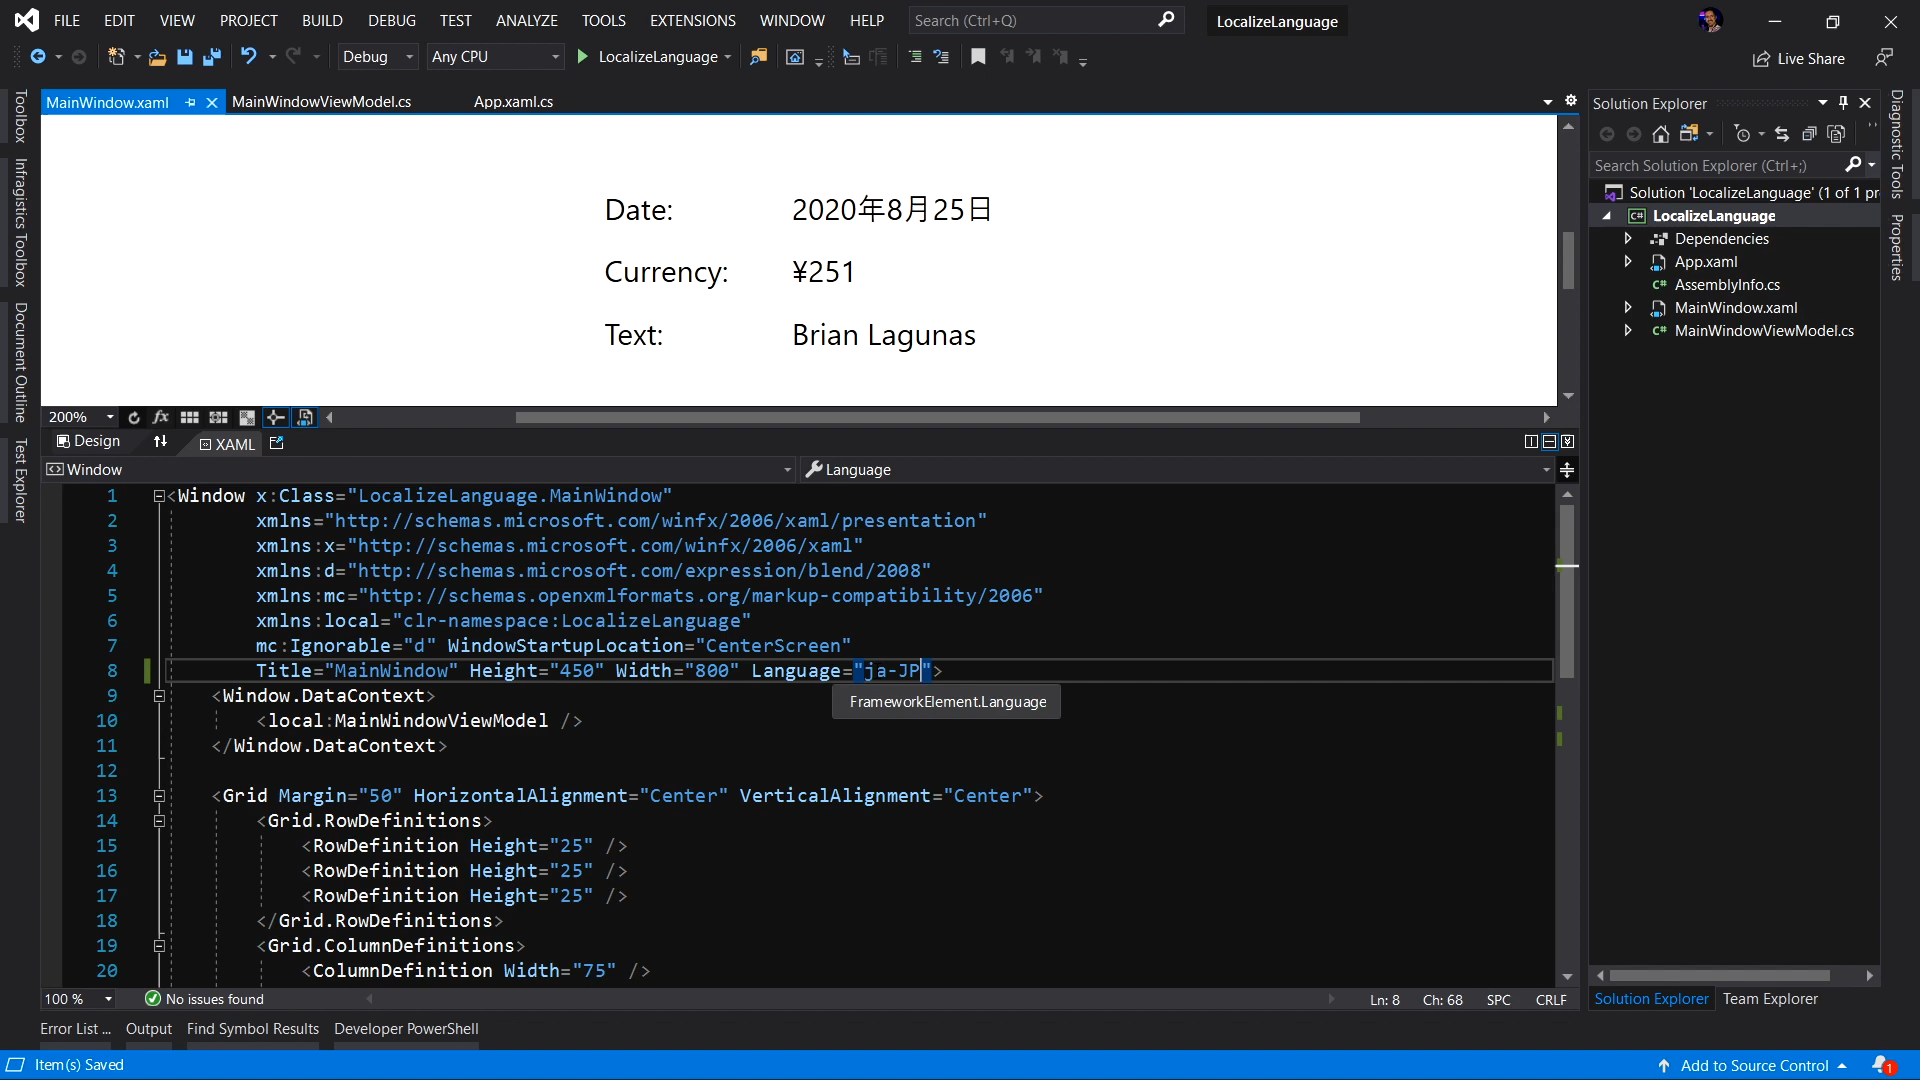 FILE EDIT VIEW PROJECT BUILD DEBUG TEST ANALYZE TOOLS EXTENSIONS WINDOW HELP Search (Ctrl+Q) LocalizeLanguage
Debug Any CPU LocalizeLanguage Live Share
MainWindow.xaml MainWindowViewModel.cs App.xaml.cs
Toolbox
Infragistics Toolbox
Document Outline
Test Explorer
Date: 2020年8月25日
Currency: ¥251
Text: Brian Lagunas
200% fx
Design XAML
Window Language
1 <Window x:Class="LocalizeLanguage.MainWindow"
2 xmlns="http://schemas.microsoft.com/winfx/2006/xaml/presentation"
3 xmlns:x="http://schemas.microsoft.com/winfx/2006/xaml"
4 xmlns:d="http://schemas.microsoft.com/expression/blend/2008"
5 xmlns:mc="http://schemas.openxmlformats.org/markup-compatibility/2006"
6 xmlns:local="clr-namespace:LocalizeLanguage"
7 mc:Ignorable="d" WindowStartupLocation="CenterScreen"
8 Title="MainWindow" Height="450" Width="800" Language="ja-JP">
FrameworkElement.Language
9 <Window.DataContext>
10 <local:MainWindowViewModel />
11 </Window.DataContext>
12
13 <Grid Margin="50" HorizontalAlignment="Center" VerticalAlignment="Center">
14 <Grid.RowDefinitions>
15 <RowDefinition Height="25" />
16 <RowDefinition Height="25" />
17 <RowDefinition Height="25" />
18 </Grid.RowDefinitions>
19 <Grid.ColumnDefinitions>
20 <ColumnDefinition Width="75" />
100 % No issues found Ln: 8 Ch: 68 SPC CRLF
Solution Explorer
Search Solution Explorer (Ctrl+;)
Solution 'LocalizeLanguage' (1 of 1 pr
C# LocalizeLanguage
Dependencies
App.xaml
C# AssemblyInfo.cs
MainWindow.xaml
C# MainWindowViewModel.cs
Solution Explorer Team Explorer
Diagnostic Tools
Properties
Error List ... Output Find Symbol Results Developer PowerShell
Item(s) Saved Add to Source Control 1